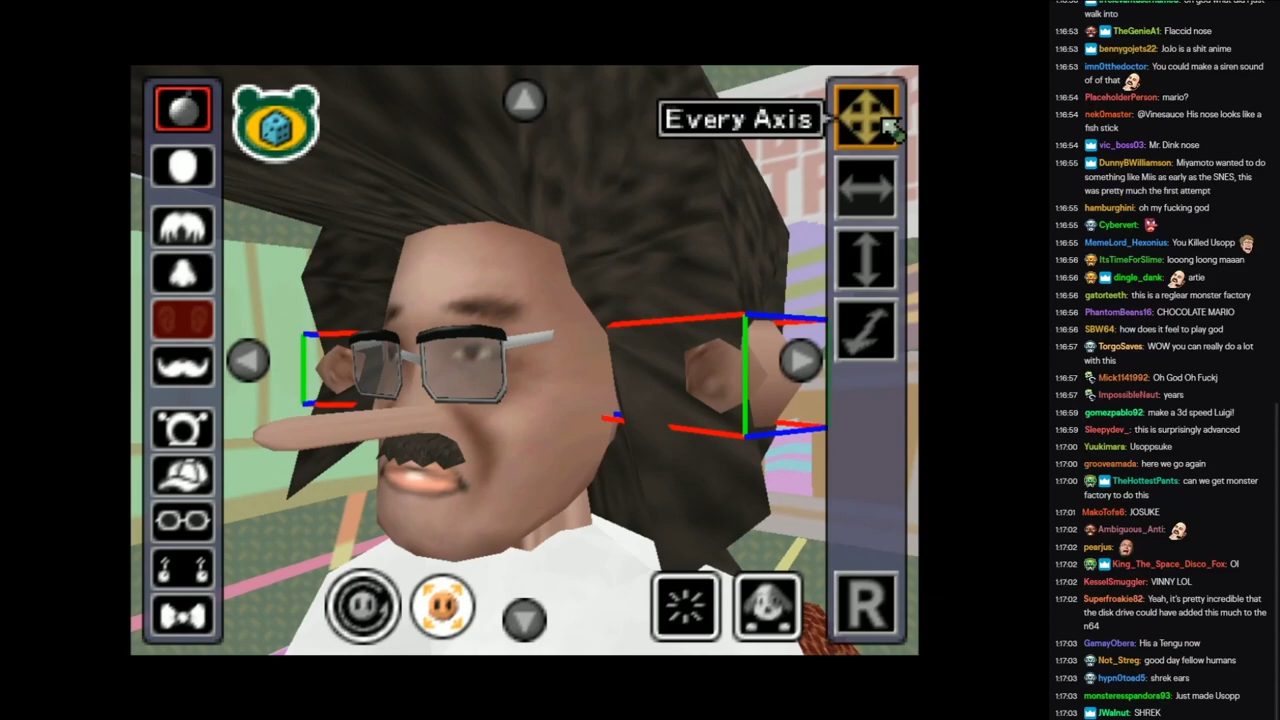 Every Axis
R
walk into
1:16:53 TheGenieA1: Flaccid nose
1:16:53 bennygojets22: JoJo is a shit anime
1:16:53 imn0tthedoctor: You could make a siren sound
of of that
1:16:54 PlaceholderPerson: mario?
1:16:54 nek0master: @Vinesauce His nose looks like a
fish stick
1:16:54 vic_boss03: Mr. Dink nose
1:16:55 DunnyBWilliamson: Miyamoto wanted to do
something like Miis as early as the SNES, this
was pretty much the first attempt
1:16:55 hamburghini: oh my fucking god
1:16:55 Cybervert:
1:16:55 MemeLord_Hexonius: You Killed Usopp
1:16:56 ItsTimeForSlime: looong loong maaan
1:16:56 dingle_dank: artie
1:16:56 gatorteeth: this is a reglear monster factory
1:16:56 PhantomBeans16: CHOCOLATE MARIO
1:16:56 SBW64: how does it feel to play god
1:16:57 TorgoSaves: WOW you can really do a lot
with this
1:16:57 Mick1141992: Oh God Oh Fuckj
1:16:57 ImpossibleNaut: years
1:16:59 gomezpablo92: make a 3d speed Luigi!
1:16:59 Sleepydev_: this is surprisingly advanced
1:17:00 Yuukimara: Usoppsuke
1:17:00 grooveamada: here we go again
1:17:00 TheHottestPants: can we get monster
factory to do this
1:17:01 MakoTofa6: JOSUKE
1:17:02 Ambiguous_Anti:
1:17:02 pearjus:
1:17:02 King_The_Space_Disco_Fox: OI
1:17:02 KesselSmuggler: VINNY LOL
1:17:02 Superfroakie82: Yeah, it's pretty incredible that
the disk drive could have added this much to the
n64
1:17:03 GamayObera: His a Tengu now
1:17:03 Not_Streg: good day fellow humans
1:17:03 hypn0toad5: shrek ears
1:17:03 monsteresspandora93: Just made Usopp
1:17:03 JWalnut: SHREK